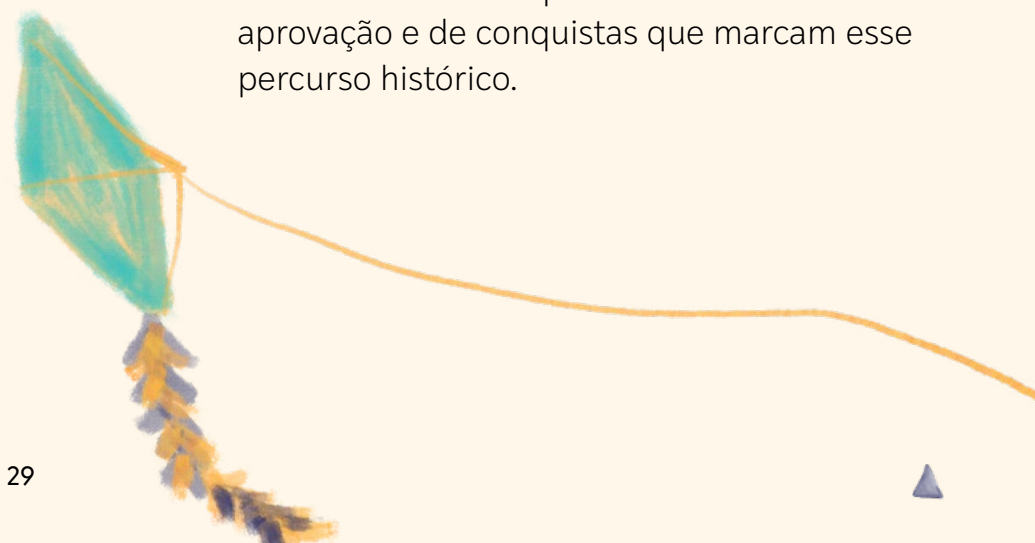 aprovação e de conquistas que marcam esse
percurso histórico.
29